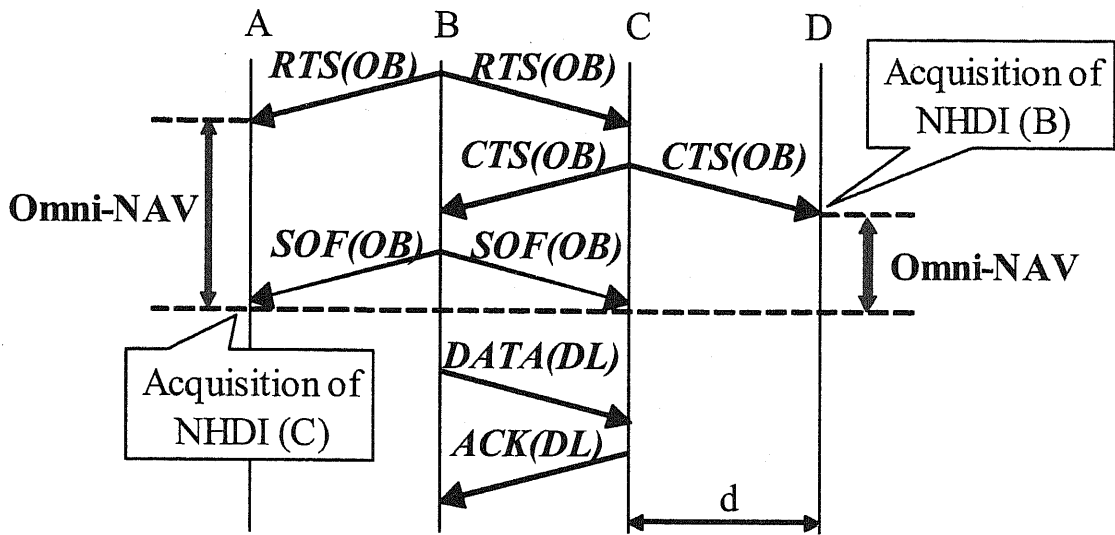 A
B
C
D
RTS(OB)
RTS(OB)
Acquisition of
NHDI (B)
CTS(OB)
CTS(OB)
Omni-NAV
SOF(OB)
SOF(OB)
Omni-NAV
DATA(DL)
Acquisition of
NHDI (C)
ACK(DL)
d